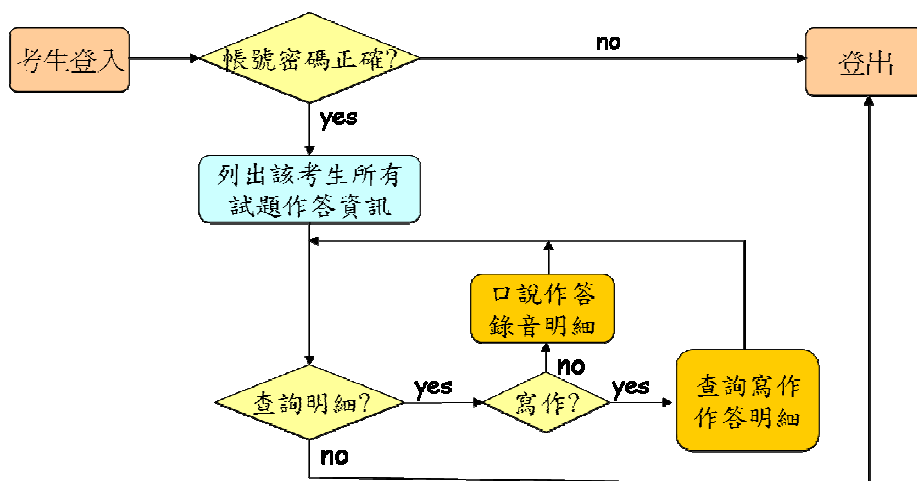 考生登入
帳號密碼正確?
no
登出
yes
列出該考生所有
試題作答資訊
口說作答
錄音明細
no
查詢明細?
yes
寫作?
yes
查詢寫作
作答明細
no